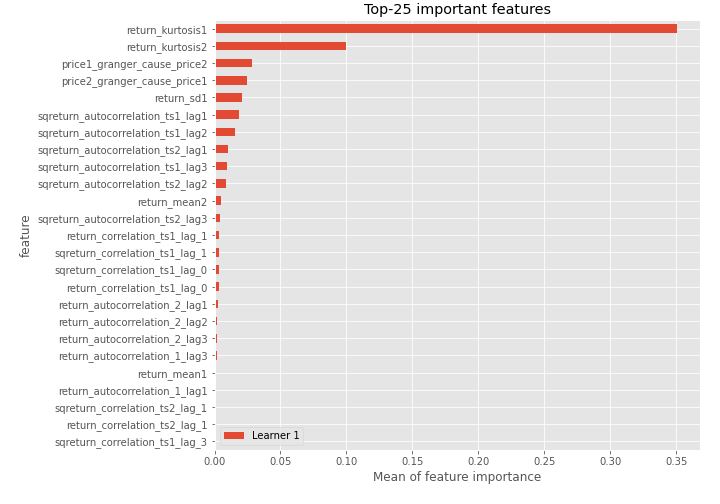 Top-25 important features
return_kurtosis1
return_kurtosis2
price1_granger_cause_price2
price2_granger_cause_price1
return_sd1
sqreturn_autocorrelation_ts1_lag1
sqreturn_autocorrelation_ts1_lag2
sqreturn_autocorrelation_ts2_lag1
sqreturn_autocorrelation_ts1_lag3
sqreturn_autocorrelation_ts2_lag2
return_mean2
sqreturn_autocorrelation_ts2_lag3
return_correlation_ts1_lag_1
sqreturn_correlation_ts1_lag_1
sqreturn_correlation_ts1_lag_0
return_correlation_ts1_lag_0
return_autocorrelation_2_lag1
return_autocorrelation_2_lag2
return_autocorrelation_2_lag3
return_autocorrelation_1_lag3
return_mean1
return_autocorrelation_1_lag1
sqreturn_correlation_ts2_lag_1
return_correlation_ts2_lag_1
sqreturn_correlation_ts1_lag_3
feature
Learner 1
0.00 0.05 0.10 0.15 0.20 0.25 0.30 0.35
Mean of feature importance